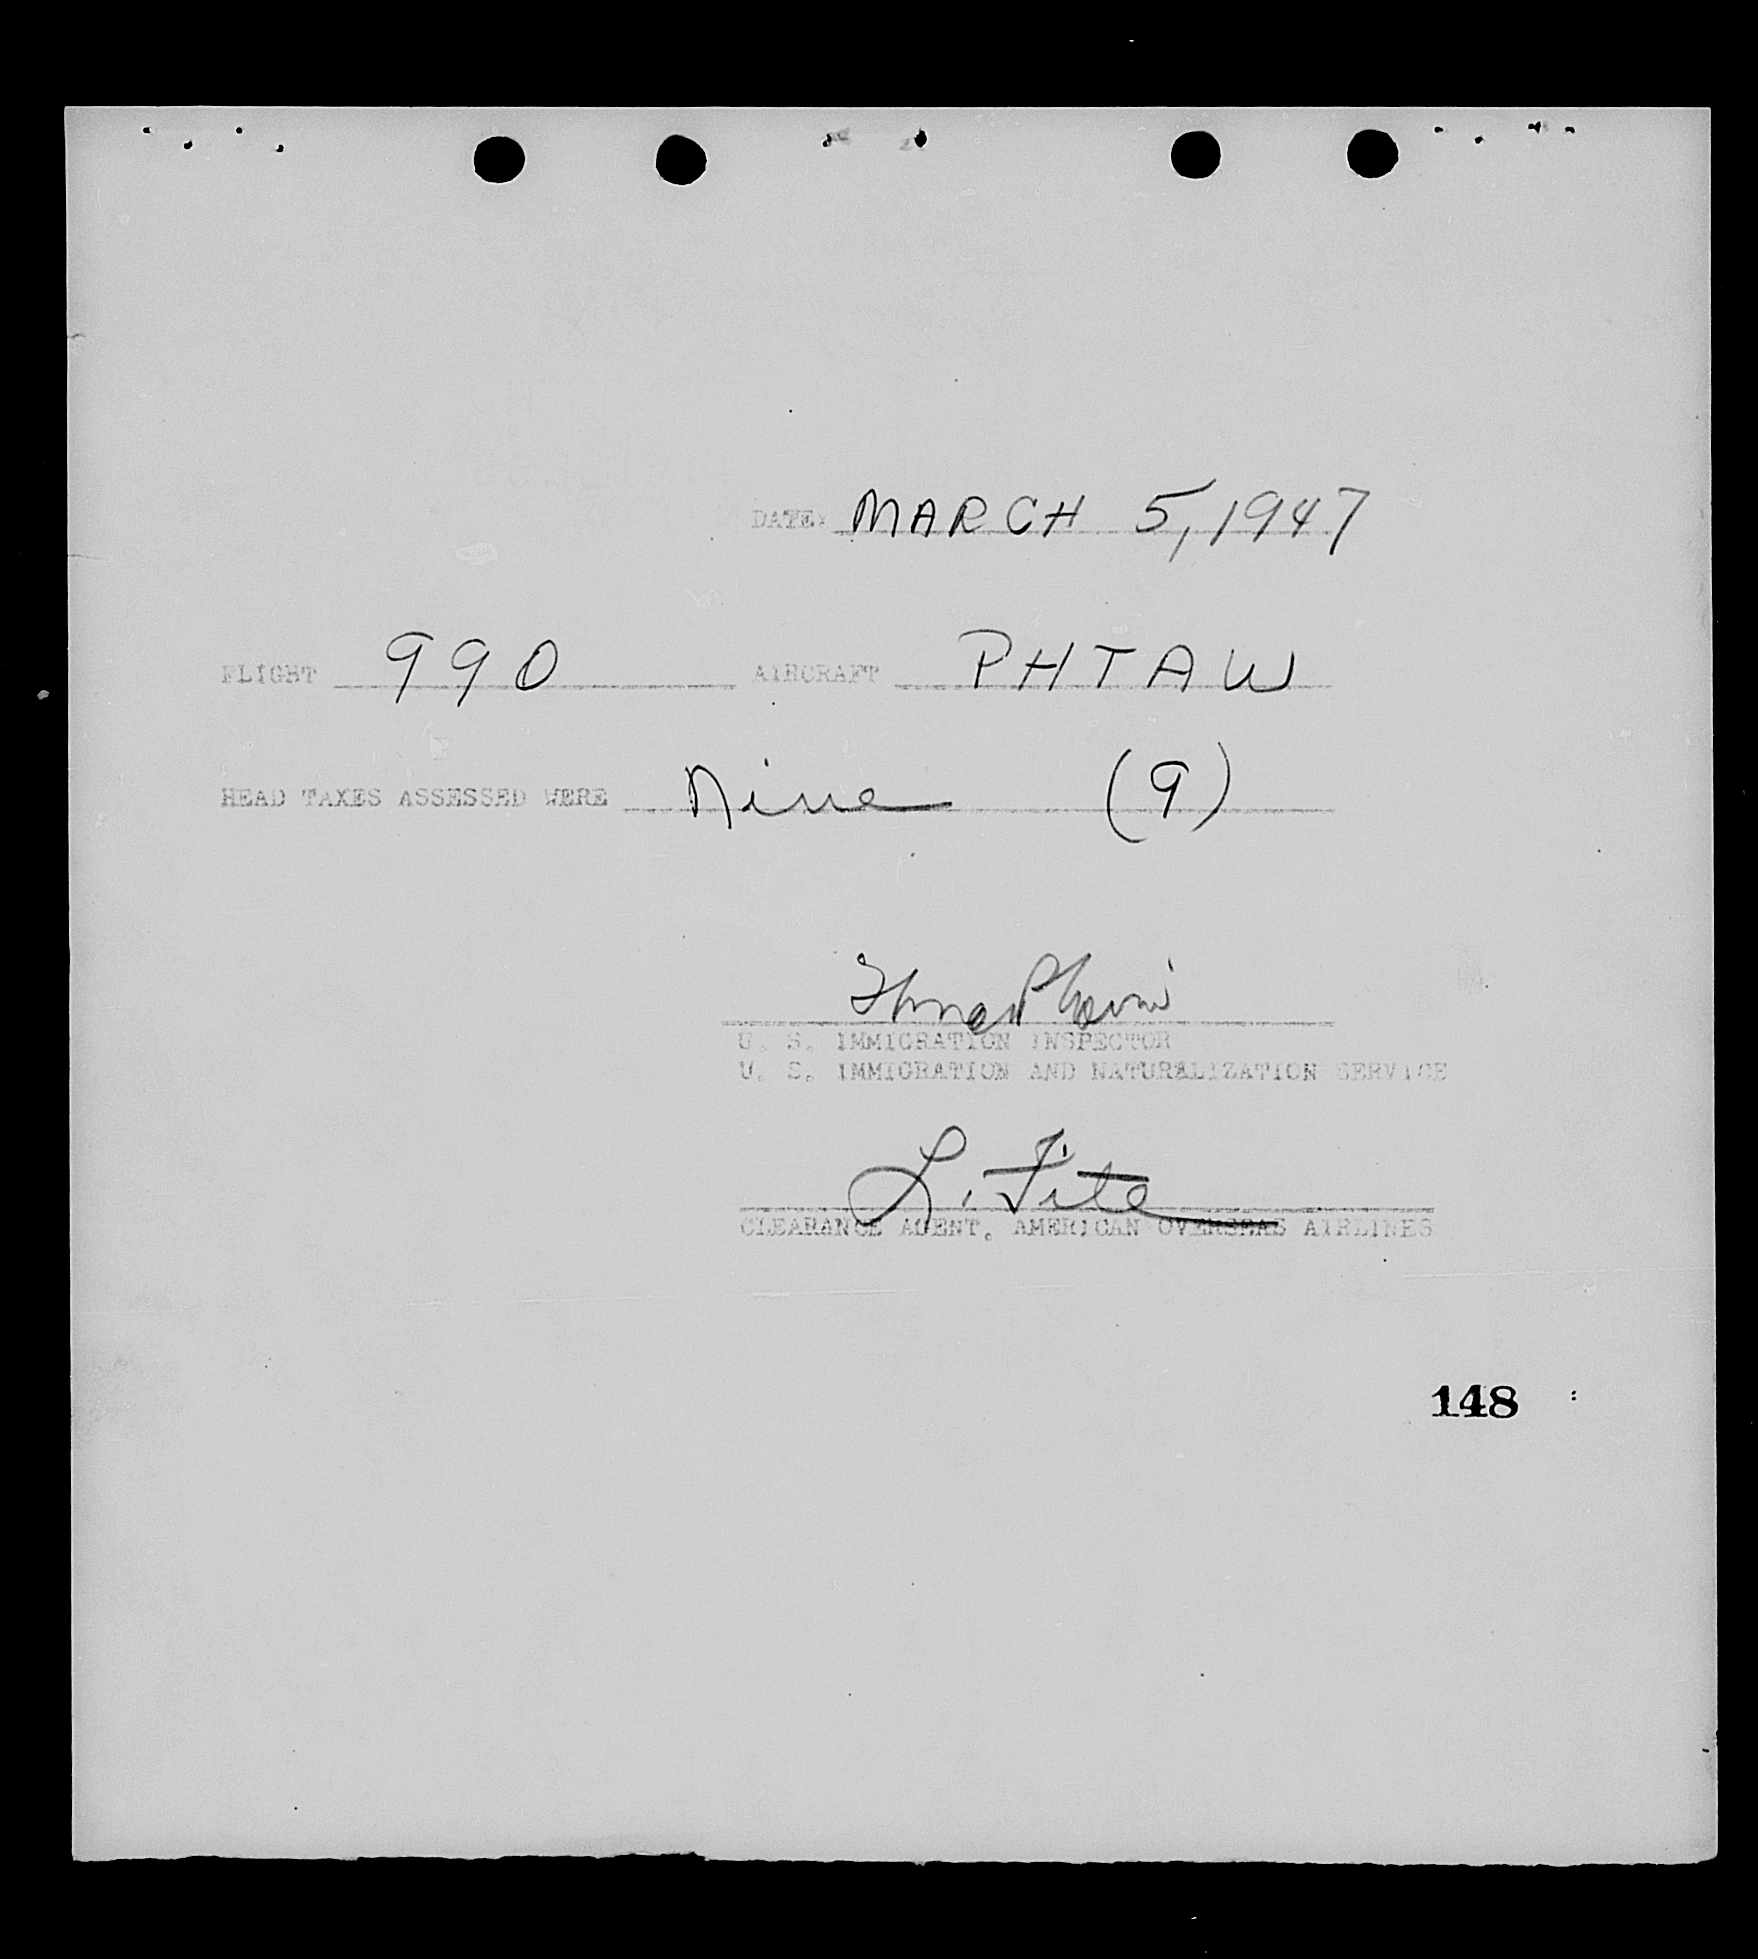 DATE: MARCH 5, 1947
FLIGHT 990 AIRCRAFT PHTAW
HEAD TAXES ASSESSED WERE Nine (9)
U. S. IMMIGRATION INSPECTOR
U. S. IMMIGRATION AND NATURALIZATION SERVICE
L. Fite
CLEARANCE AGENT. AMERICAN OVERSEAS AIRLINES
148